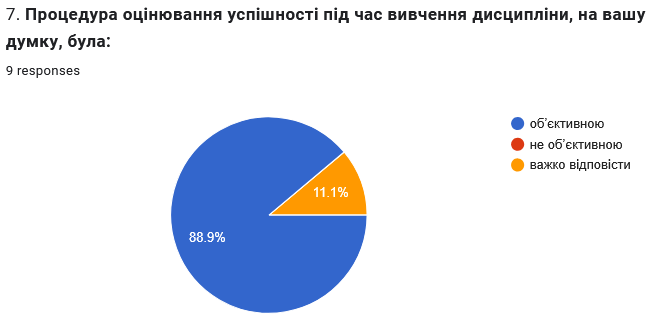 7. Процедура оцінювання успішності під час вивчення дисципліни, на вашу
думку, була:
9 responses
об'єктивною
не об'єктивною
важко відповісти
11.1%
88.9%